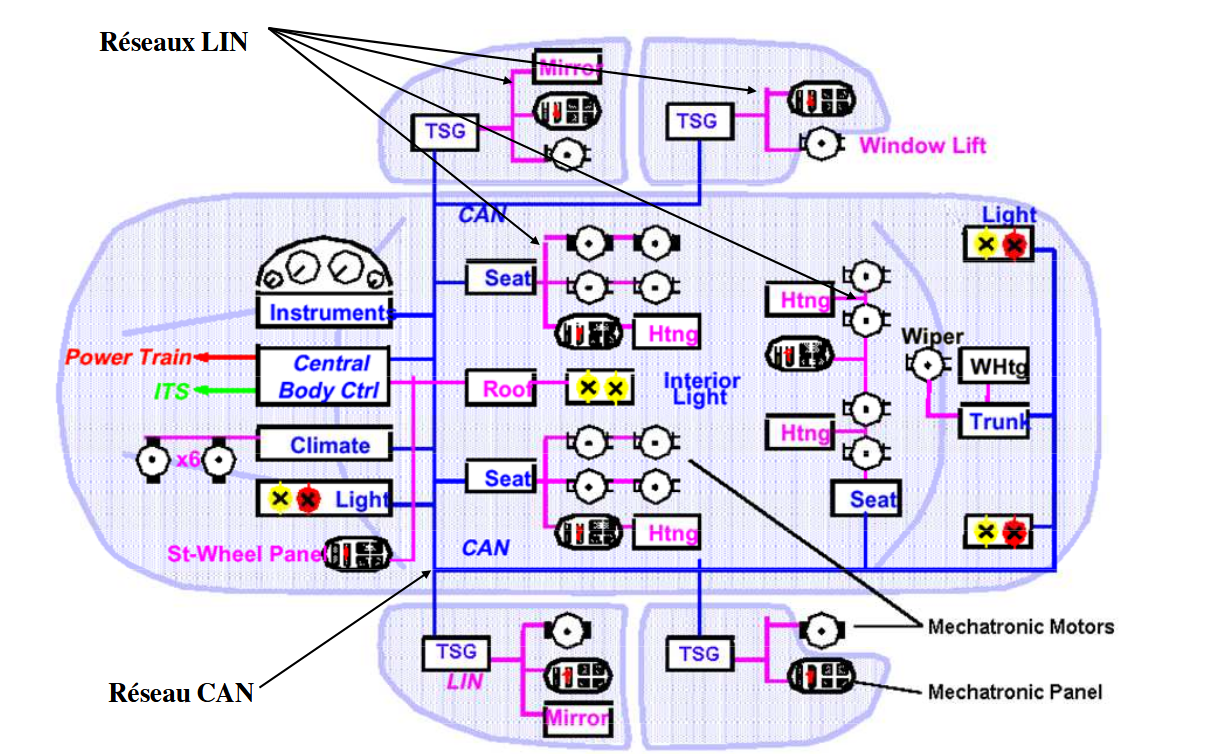 Réseaux LIN
Mirror
TSG
TSG
Window Lift
CAN
Light
Seat
Htng
Instruments
Htng
Wiper
Power Train
Central
Body Ctrl
WHtg
ITS
Roof
Interior
Light
Trunk
Climate
Htng
x6
Seat
Light
Seat
Htng
CAN
St-Wheel Pane
Mechatronic Motors
TSG
TSG
LIN
Réseau CAN
Mechatronic Panel
Mirror